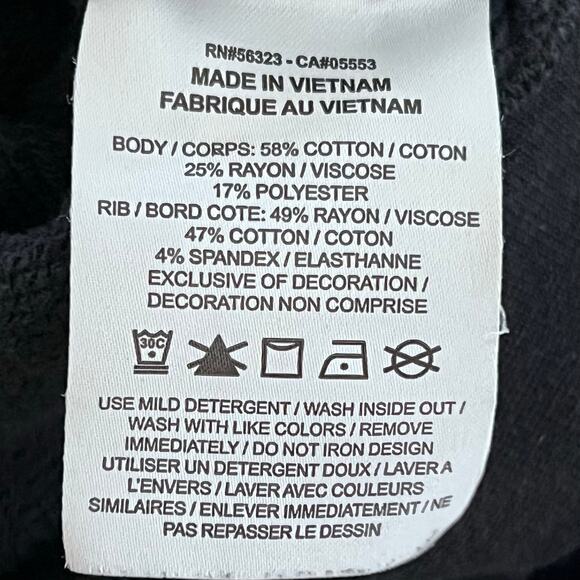 RN#56323 - CA#05553
MADE IN VIETNAM
FABRIQUE AU VIETNAM
BODY / CORPS: 58% COTTON / COTON
25% RAYON / VISCOSE
17% POLYESTER
RIB / BORD COTE: 49% RAYON / VISCOSE
47% COTTON / COTON
4% SPANDEX / ELASTHANNE
EXCLUSIVE OF DECORATION /
DECORATION NON COMPRISE
30C
USE MILD DETERGENT / WASH INSIDE OUT /
WASH WITH LIKE COLORS / REMOVE
IMMEDIATELY / DO NOT IRON DESIGN
UTILISER UN DETERGENT DOUX / LAVER A
L'ENVERS / LAVER AVEC COULEURS
SIMILAIRES / ENLEVER IMMEDIATEMENT / NE
PAS REPASSER LE DESSIN